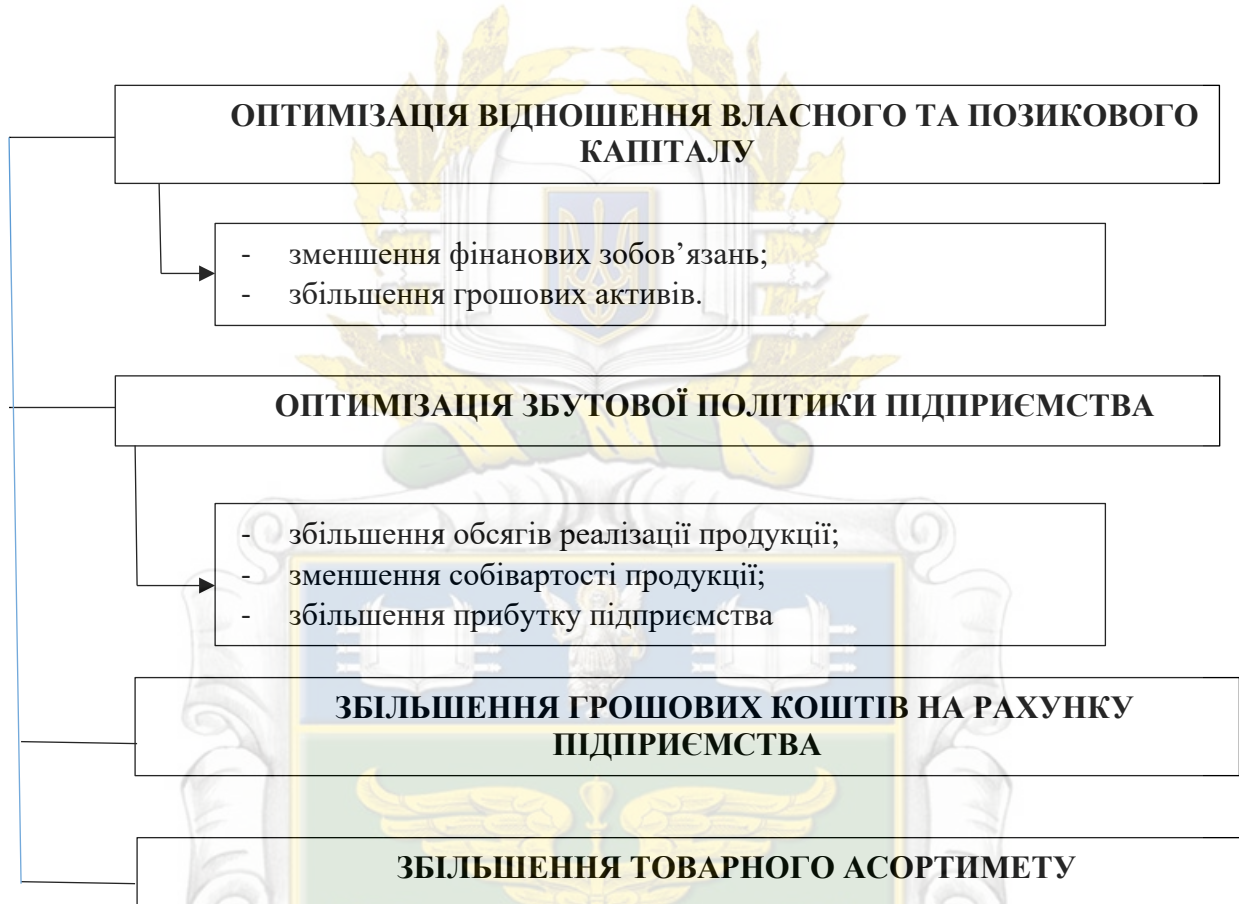 ОПТИМІЗАЦІЯ ВІДНОШЕННЯ ВЛАСНОГО ТА ПОЗИКОВОГО
КАПІТАЛУ
- зменшення фінанових зобов’язань;
- збільшення грошових активів.
ОПТИМІЗАЦІЯ ЗБУТОВОЇ ПОЛІТИКИ ПІДПРИЄМСТВА
- збільшення обсягів реалізації продукції;
- зменшення собівартості продукції;
- збільшення прибутку підприємства
ЗБІЛЬШЕННЯ ГРОШОВИХ КОШТІВ НА РАХУНКУ
ПІДПРИЄМСТВА
ЗБІЛЬШЕННЯ ТОВАРНОГО АСОРТИМЕТУ